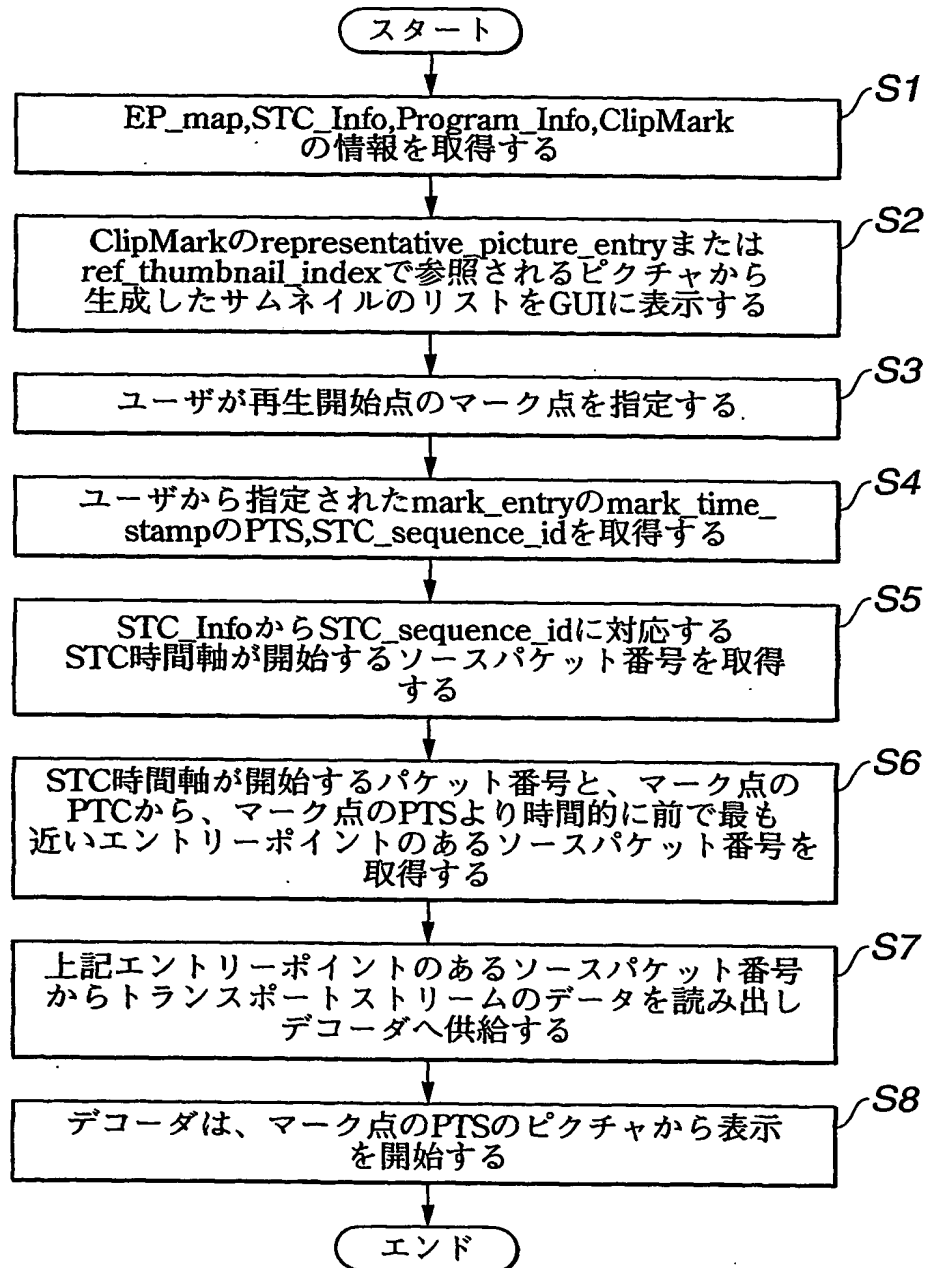 スタート
S1
EP_map,STC_Info,Program_Info,ClipMark
の情報を取得する
S2
ClipMarkのrepresentative_picture_entryまたは
ref_thumbnail_indexで参照されるピクチャから
生成したサムネイルのリストをGUIに表示する
S3
ユーザが再生開始点のマーク点を指定する
S4
ユーザから指定されたmark_entryのmark_time_
stampのPTS,STC_sequence_idを取得する
S5
STC_InfoからSTC_sequence_idに対応する
STC時間軸が開始するソースパケット番号を取得
する
S6
STC時間軸が開始するパケット番号と、マーク点の
PTCから、マーク点のPTSより時間的に前で最も
近いエントリーポイントのあるソースパケット番号を
取得する
S7
上記エントリーポイントのあるソースパケット番号
からトランスポートストリームのデータを読み出し
デコーダへ供給する
S8
デコーダは、マーク点のPTSのピクチャから表示
を開始する
エンド